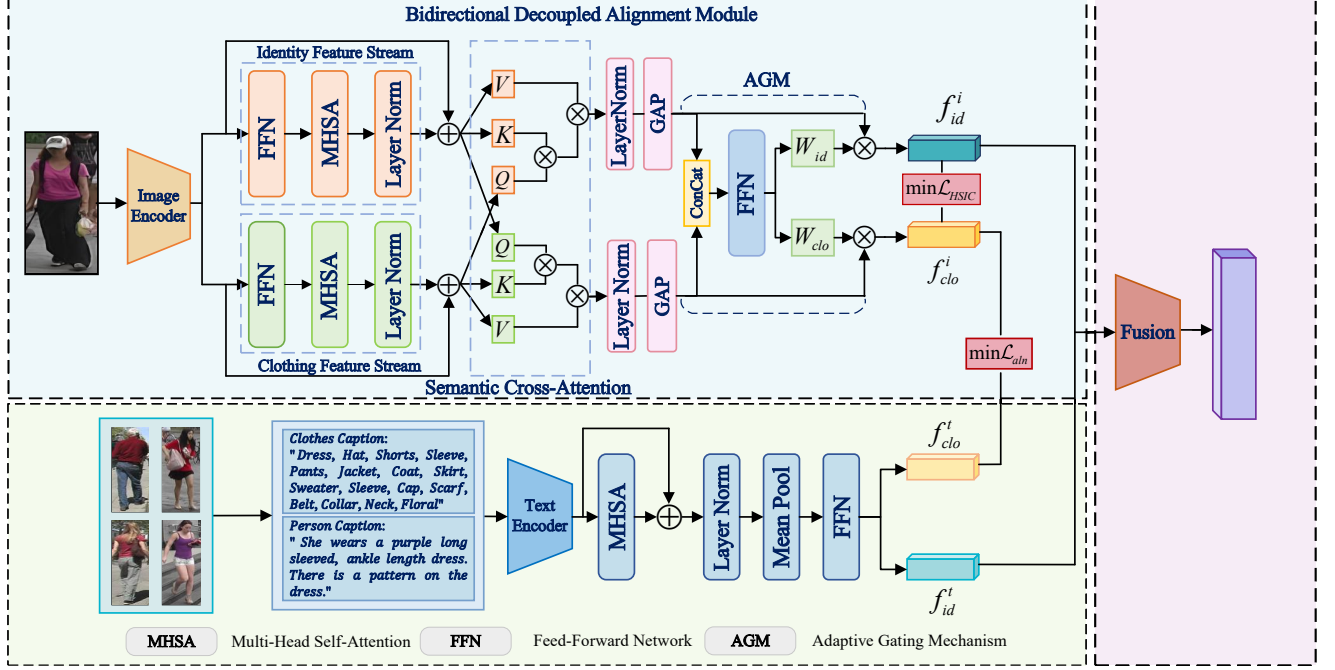 Bidirectional Decoupled Alignment Module
Identity Feature Stream
FFN
MHSA
Layer Norm
Image
Encoder
FFN
MHSA
Layer Norm
Clothing Feature Stream
V
K
Q
Q
K
V
Semantic Cross-Attention
LayerNorm
GAP
Layer Norm
GAP
AGM
ConCat
FFN
W_id
W_clo
f^i_id
min ℒ_HSIC
f^i_clo
min ℒ_aln
Fusion
Clothes Caption:
"Dress, Hat, Shorts, Sleeve,
Pants, Jacket, Coat, Skirt,
Sweater, Sleeve, Cap, Scarf,
Belt, Collar, Neck, Floral"
Person Caption:
" She wears a purple long
sleeved, ankle length dress.
There is a pattern on the
dress."
Text
Encoder
MHSA
Layer Norm
Mean Pool
FFN
f^t_clo
f^t_id
MHSA Multi-Head Self-Attention FFN Feed-Forward Network AGM Adaptive Gating Mechanism